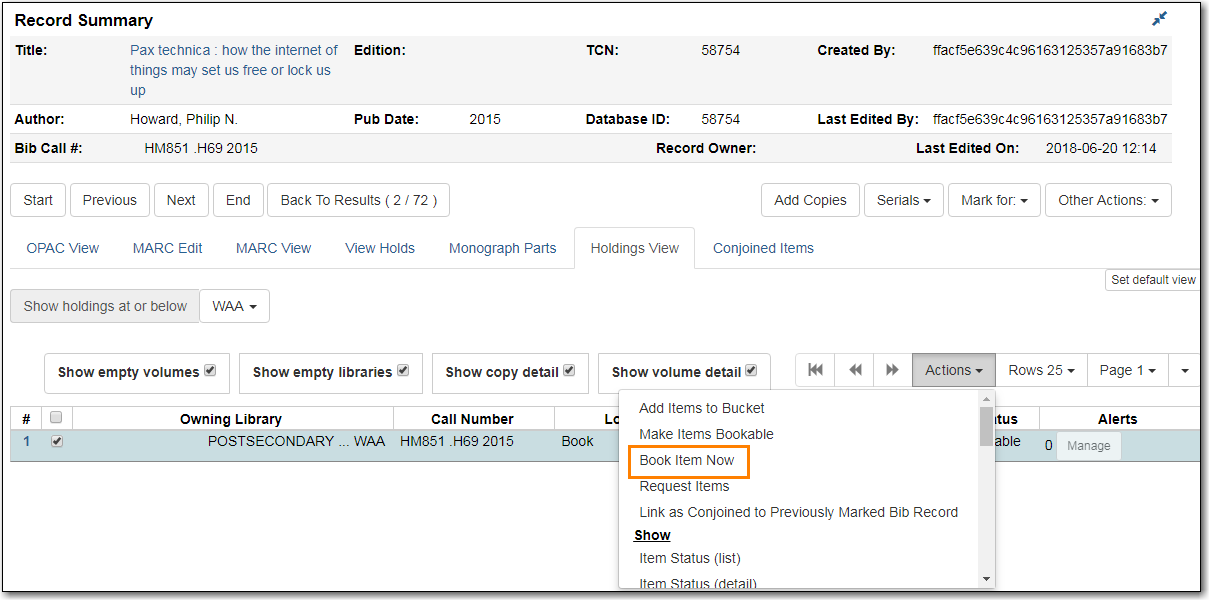 Record Summary
Title: Pax technica : how the internet of things may set us free or lock us up Edition: TCN: 58754 Created By: ffacf5e639c4c96163125357a91683b7
Author: Howard, Philip N. Pub Date: 2015 Database ID: 58754 Last Edited By: ffacf5e639c4c96163125357a91683b7
Bib Call #: HM851 .H69 2015 Record Owner: Last Edited On: 2018-06-20 12:14
Start Previous Next End Back To Results ( 2 / 72 ) Add Copies Serials Mark for: Other Actions:
OPAC View MARC Edit MARC View View Holds Monograph Parts Holdings View Conjoined Items
Set default view
Show holdings at or below WAA
Show empty volumes Show empty libraries Show copy detail Show volume detail Actions Rows 25 Page 1
# Owning Library Call Number Lo tus Alerts
1 POSTSECONDARY ... WAA HM851 .H69 2015 Book able 0 Manage
Add Items to Bucket
Make Items Bookable
Book Item Now
Request Items
Link as Conjoined to Previously Marked Bib Record
Show
Item Status (list)
Item Status (detail)